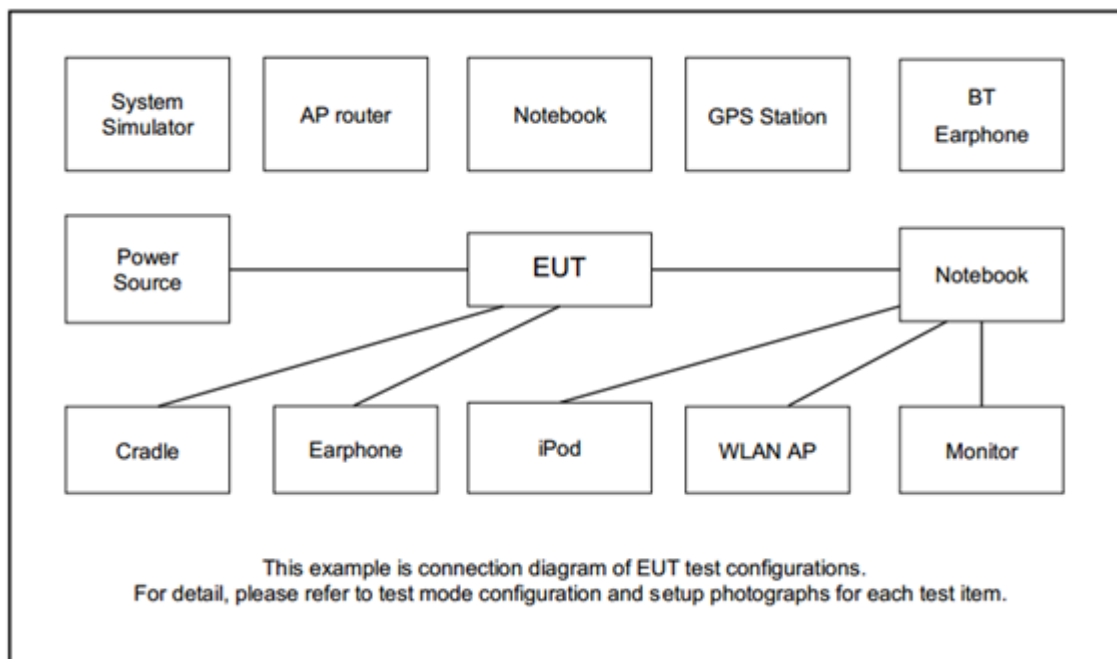 System
Simulator
AP router
Notebook
GPS Station
BT
Earphone
Power
Source
EUT
Notebook
Cradle
Earphone
iPod
WLAN AP
Monitor
This example is connection diagram of EUT test configurations.
For detail, please refer to test mode configuration and setup photographs for each test item.